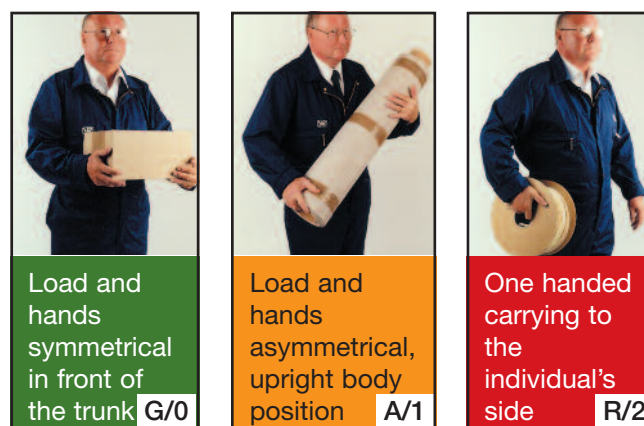 Load and
hands
symmetrical
in front of
the trunk G/0
Load and
hands
asymmetrical,
upright body
position A/1
One handed
carrying to
the
individual's
side R/2